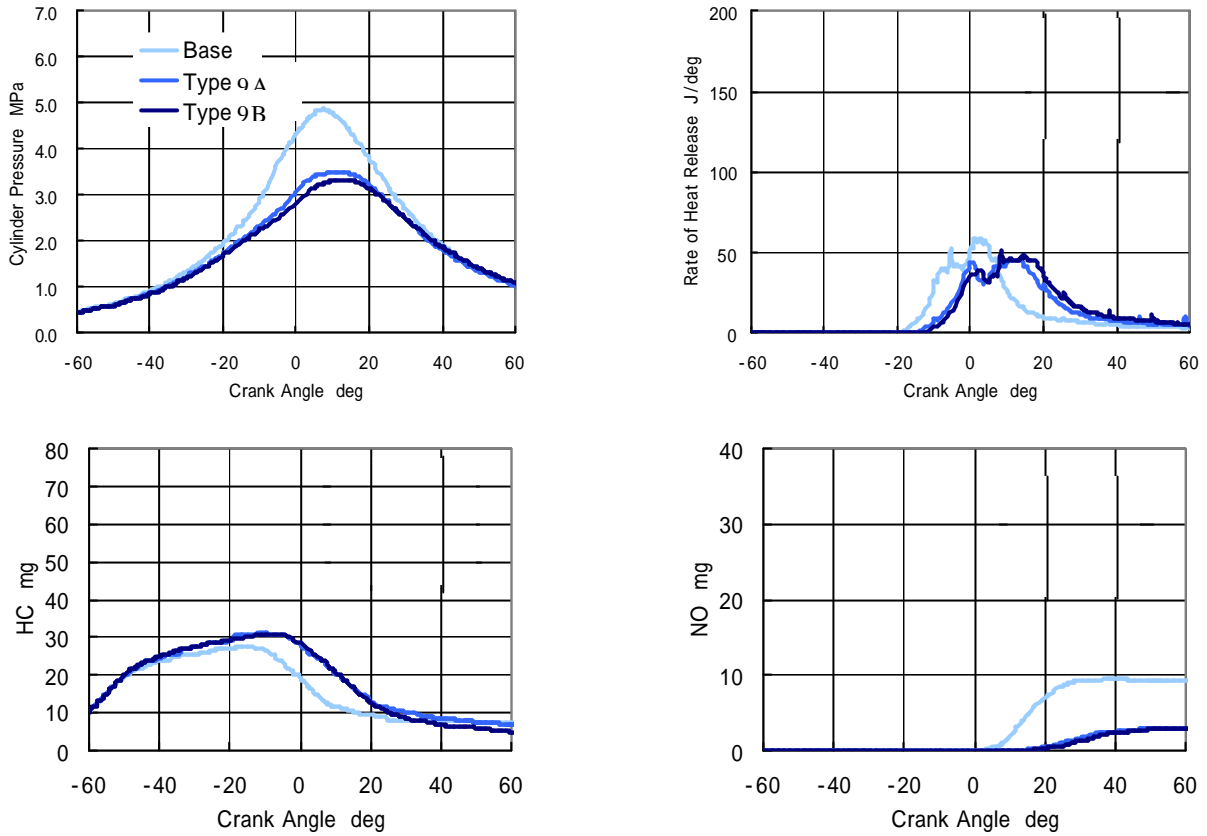 7.0
6.0
5.0
4.0
3.0
2.0
1.0
0.0
Cylinder Pressure MPa
Base
Type 9A
Type 9B
-60 -40 -20 0 20 40 60
Crank Angle deg
200
150
100
50
0
Rate of Heat Release J/deg
-60 -40 -20 0 20 40 60
Crank Angle deg
80
70
60
50
40
30
20
10
0
HC mg
-60 -40 -20 0 20 40 60
Crank Angle deg
40
30
20
10
0
NO mg
-60 -40 -20 0 20 40 60
Crank Angle deg